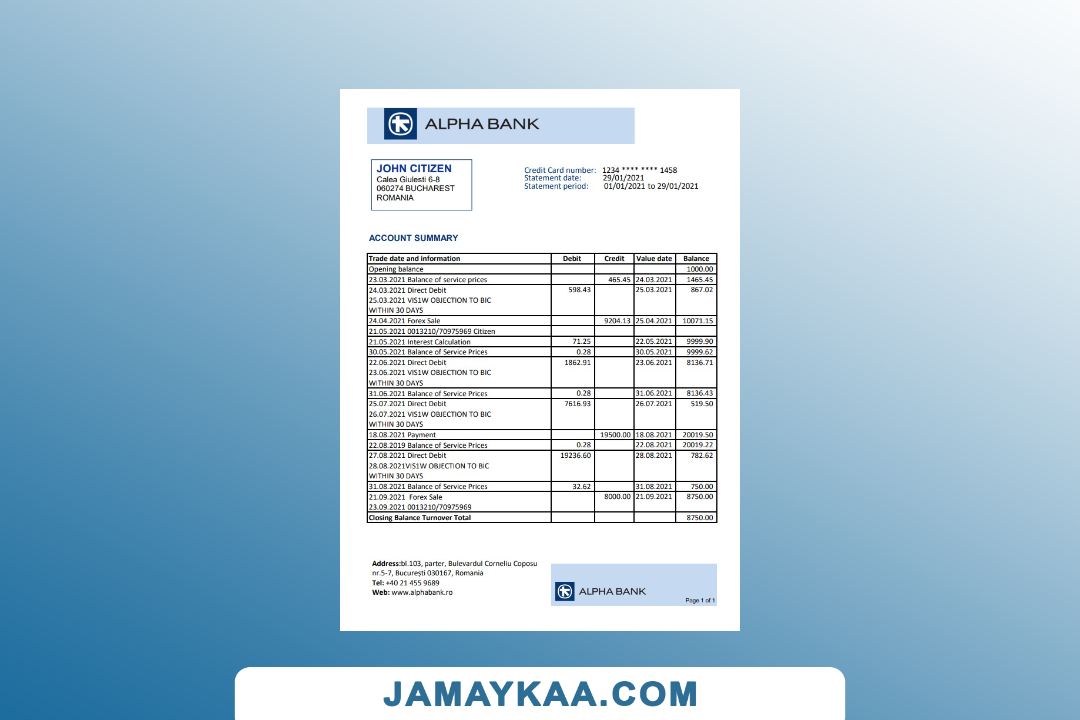 ALPHA BANK
JOHN CITIZEN
Calea Giulesti 6-8
060274 BUCHAREST
ROMANIA
Credit Card number: 1234 **** **** 1458
Statement date: 29/01/2021
Statement period: 01/01/2021 to 29/01/2021
ACCOUNT SUMMARY
Trade date and information Debit Credit Value date Balance
Opening balance 1000.00
23.03.2021 Balance of service prices 465.45 24.03.2021 1465.45
24.03.2021 Direct Debit 598.43 25.03.2021 867.02
25.03.2021 VIS1W OBJECTION TO BIC
WITHIN 30 DAYS
24.04.2021 Forex Sale 9204.13 25.04.2021 10071.15
21.05.2021 0013210/70975969 Citizen
21.05.2021 Interest Calculation 71.25 22.05.2021 9999.90
30.05.2021 Balance of Service Prices 0.28 30.05.2021 9999.62
22.06.2021 Direct Debit 1862.91 23.06.2021 8136.71
23.06.2021 VIS1W OBJECTION TO BIC
WITHIN 30 DAYS
31.06.2021 Balance of Service Prices 0.28 31.06.2021 8136.43
25.07.2021 Direct Debit 7616.93 26.07.2021 519.50
26.07.2021 VIS1W OBJECTION TO BIC
WITHIN 30 DAYS
18.08.2021 Payment 19500.00 18.08.2021 20019.50
22.08.2019 Balance of Service Prices 0.28 22.08.2021 20019.22
27.08.2021 Direct Debit 19236.60 28.08.2021 782.62
28.08.2021VIS1W OBJECTION TO BIC
WITHIN 30 DAYS
31.08.2021 Balance of Service Prices 32.62 31.08.2021 750.00
21.09.2021 Forex Sale 8000.00 21.09.2021 8750.00
23.09.2021 0013210/70975969
Closing Balance Turnover Total 8750.00
Address:bl.103, parter, Bulevardul Corneliu Coposu
nr.5-7, București 030167, Romania
Tel: +40 21 455 9689
Web: www.alphabank.ro
ALPHA BANK
Page 1 of 1
JAMAYKAA.COM